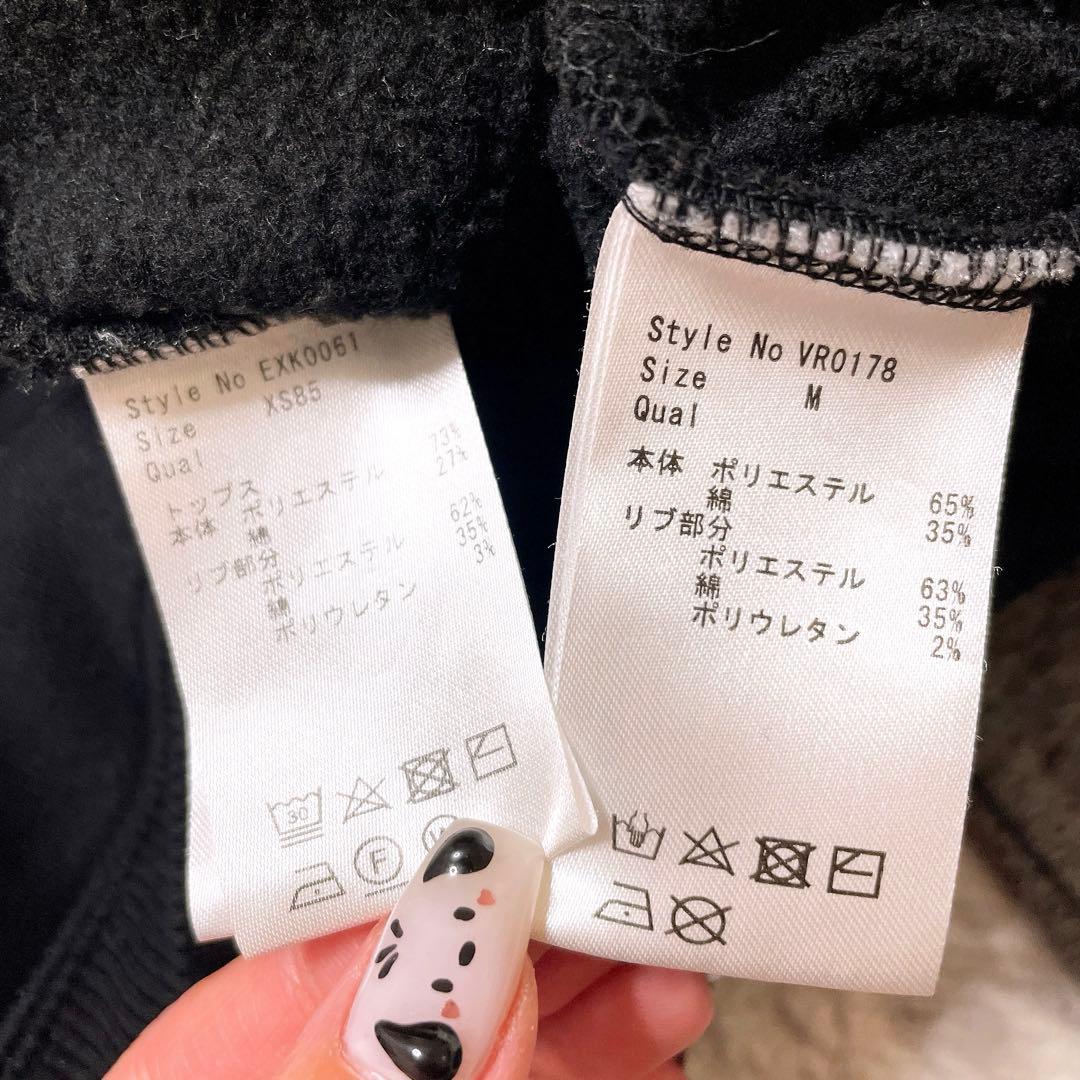 Style No EXK0061
Size XS85
Qual
トップス
本体 ポリエステル 73%
綿 27%
リブ部分
ポリエステル 62%
綿 35%
ポリウレタン 3%
30
F
W
Style No VR0178
Size M
Qual
本体 ポリエステル 65%
綿 35%
リブ部分
ポリエステル 63%
綿 35%
ポリウレタン 2%